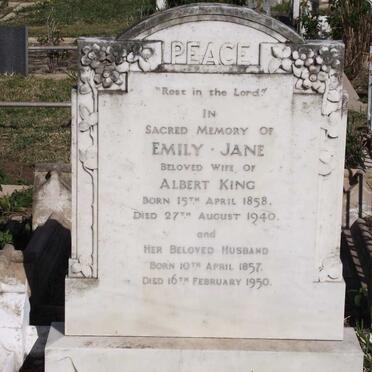 PEACE
"Rest in the Lord."
IN
SACRED MEMORY OF
EMILY · JANE
BELOVED WIFE OF
ALBERT KING
BORN 15TH APRIL 1858.
DIED 27TH AUGUST 1940.
and
HER BELOVED HUSBAND
BORN 10TH APRIL 1857.
DIED 16TH FEBRUARY 1950.